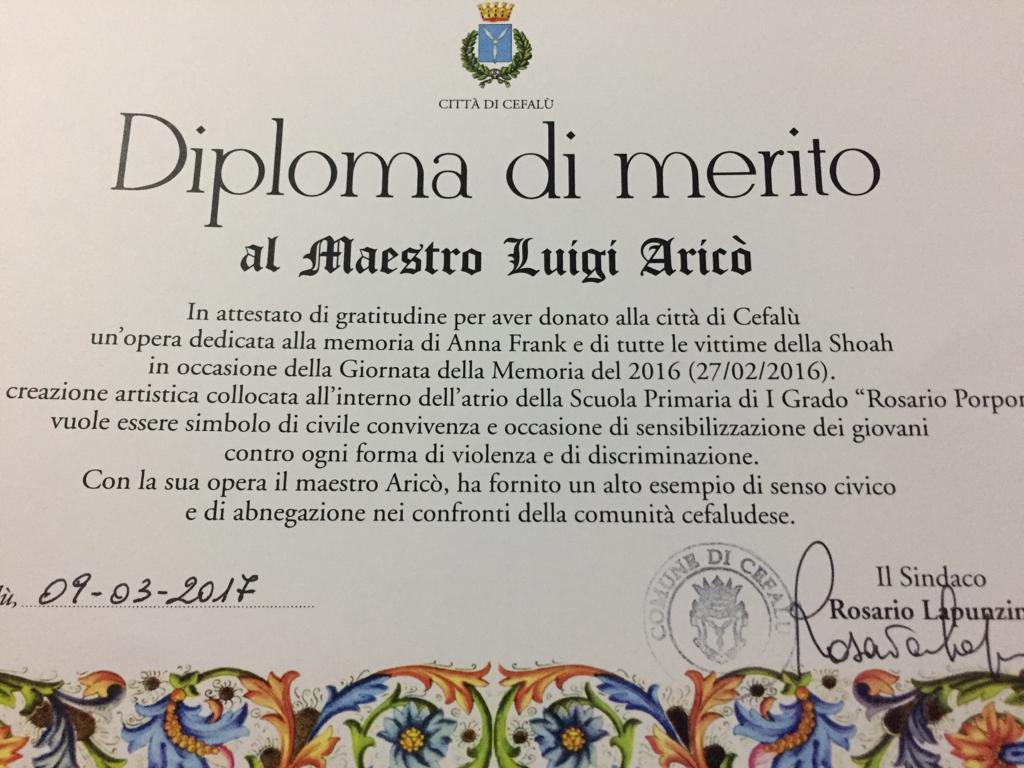 CITTÀ DI CEFALÙ
Diploma di merito
al Maestro Luigi Aricò
In attestato di gratitudine per aver donato alla città di Cefalù
un'opera dedicata alla memoria di Anna Frank e di tutte le vittime della Shoah
in occasione della Giornata della Memoria del 2016 (27/02/2016).
creazione artistica collocata all'interno dell'atrio della Scuola Primaria di I Grado “Rosario Porpor
vuole essere simbolo di civile convivenza e occasione di sensibilizzazione dei giovani
contro ogni forma di violenza e di discriminazione.
Con la sua opera il maestro Aricò, ha fornito un alto esempio di senso civico
e di abnegazione nei confronti della comunità cefaludese.
lù, 09-03-2017
COMUNE DI CEFALÙ
Il Sindaco
Rosario Lapunzin